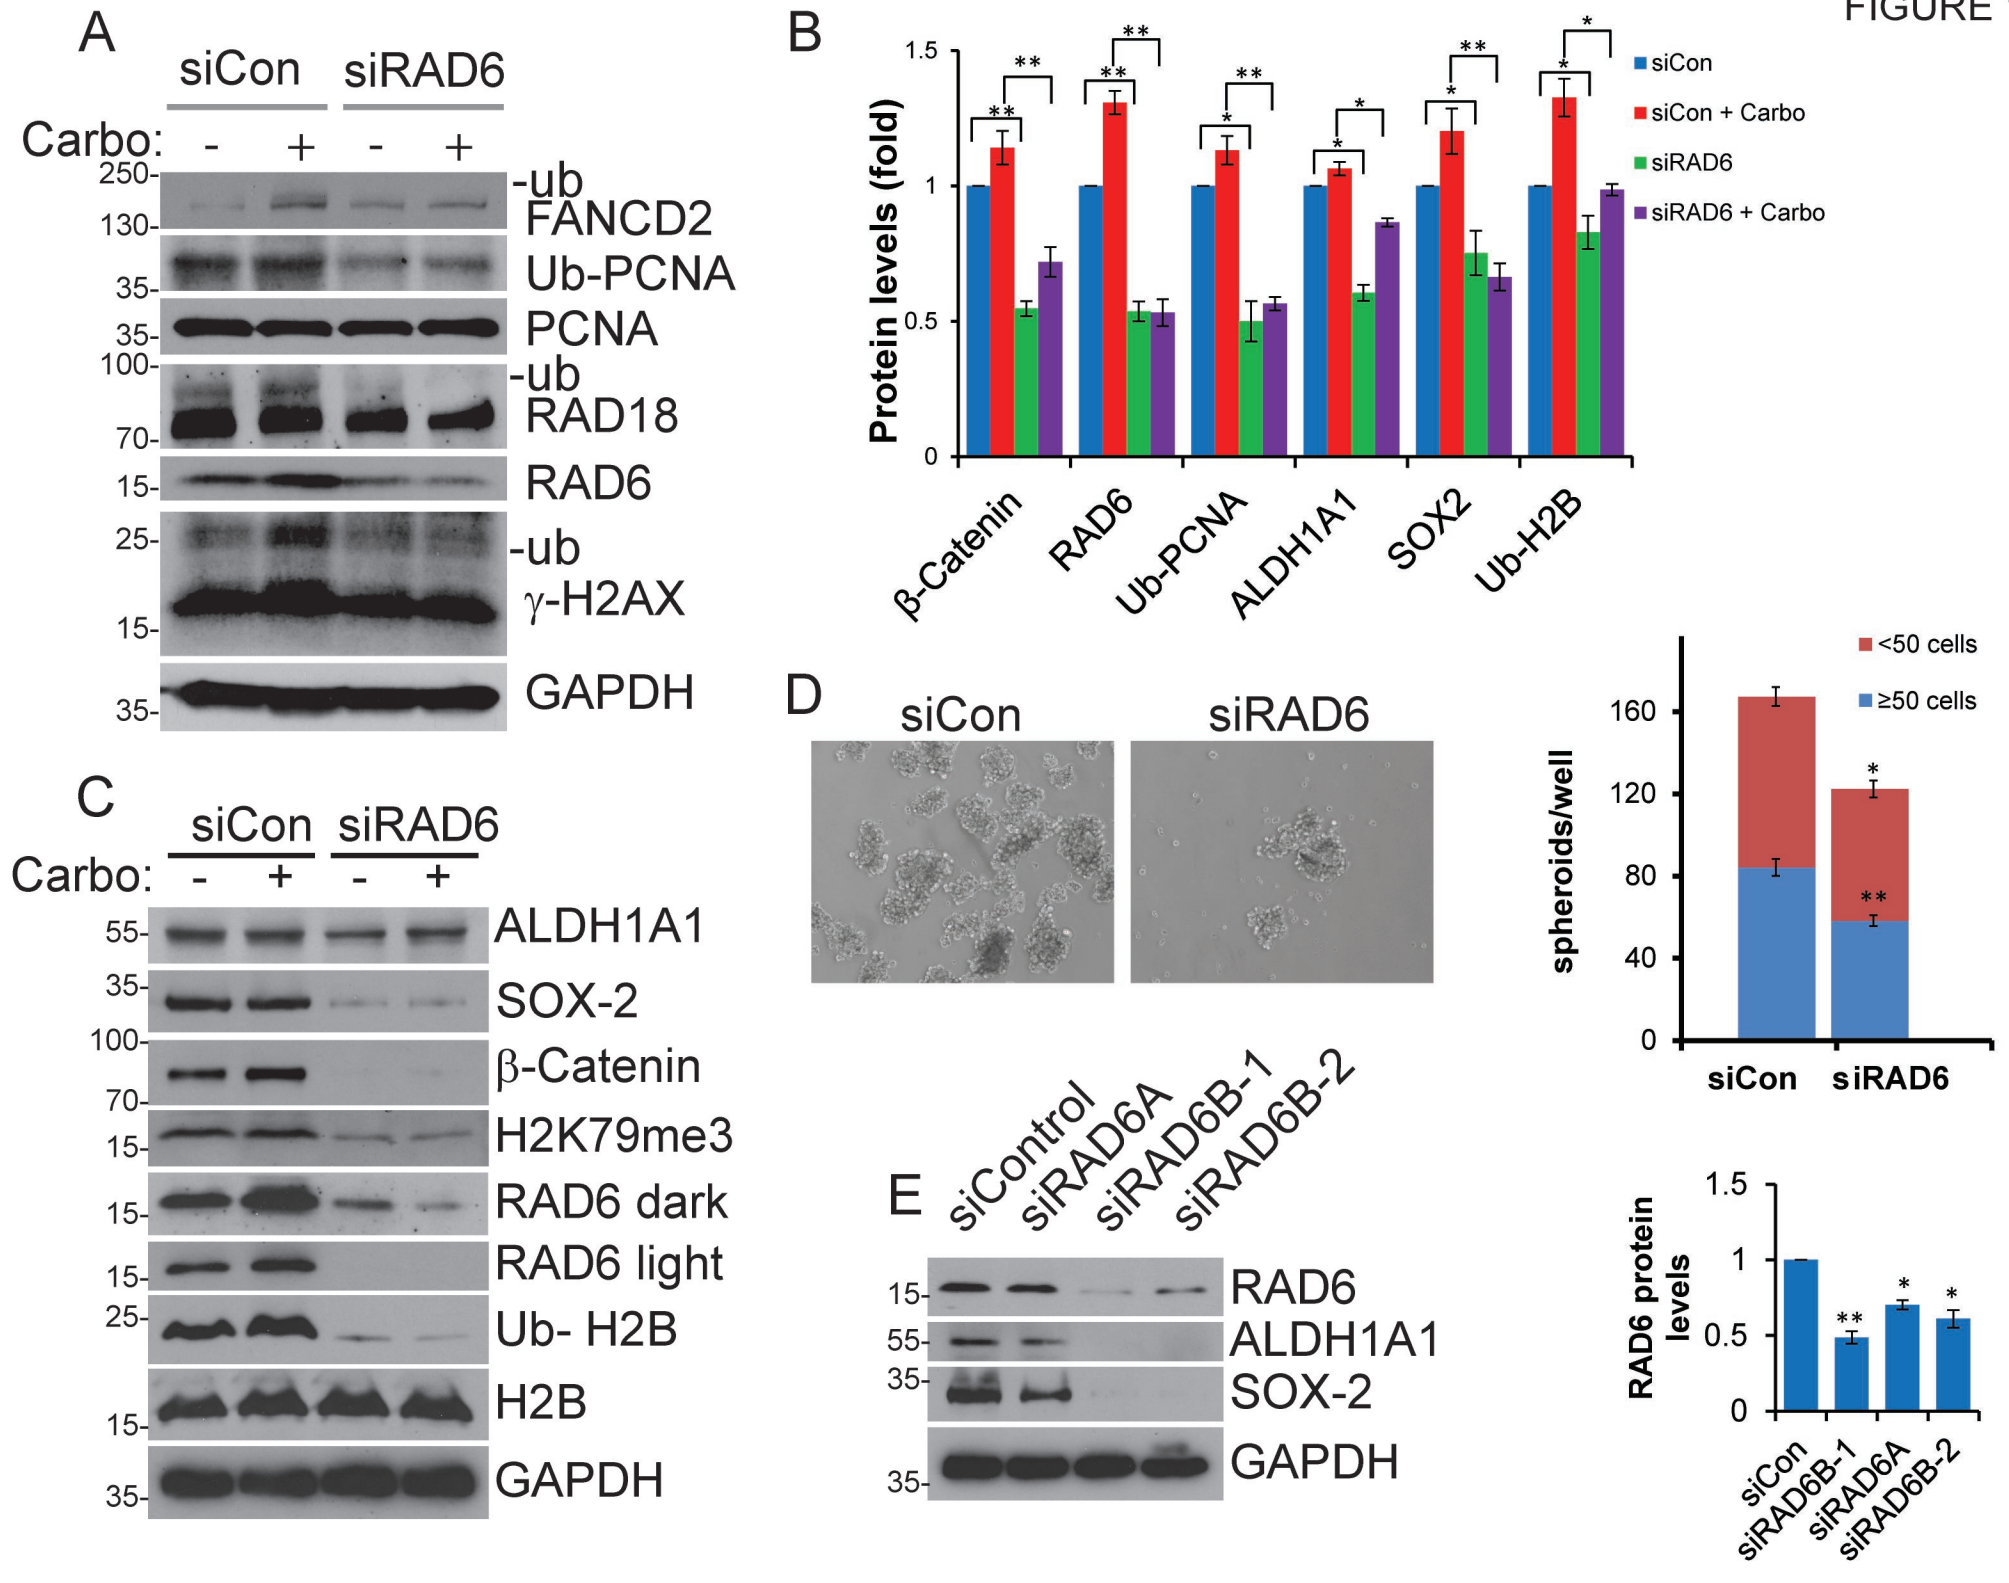 FIGURE
A
siCon siRAD6
Carbo: - + - +
250-
130-
-ub
FANCD2
35-
Ub-PCNA
35-
PCNA
100-
70-
-ub
RAD18
15-
RAD6
25-
15-
-ub
γ-H2AX
35-
GAPDH
B
Protein levels (fold)
1.5
1
0.5
0
** ** ** ** * ** * * * ** * *
β-Catenin
RAD6
Ub-PCNA
ALDH1A1
SOX2
Ub-H2B
siCon
siCon + Carbo
siRAD6
siRAD6 + Carbo
C
siCon siRAD6
Carbo: - + - +
55-
ALDH1A1
35-
SOX-2
100-
70-
β-Catenin
15-
H2K79me3
15-
RAD6 dark
15-
RAD6 light
25-
Ub- H2B
15-
H2B
35-
GAPDH
D
siCon siRAD6
<50 cells
≥50 cells
spheroids/well
160
120
80
40
0
*
**
siCon siRAD6
E
siControl
siRAD6A
siRAD6B-1
siRAD6B-2
15-
RAD6
55-
ALDH1A1
35-
SOX-2
35-
GAPDH
RAD6 protein
levels
1.5
1
0.5
0
** * *
siCon
siRAD6B-1
siRAD6A
siRAD6B-2